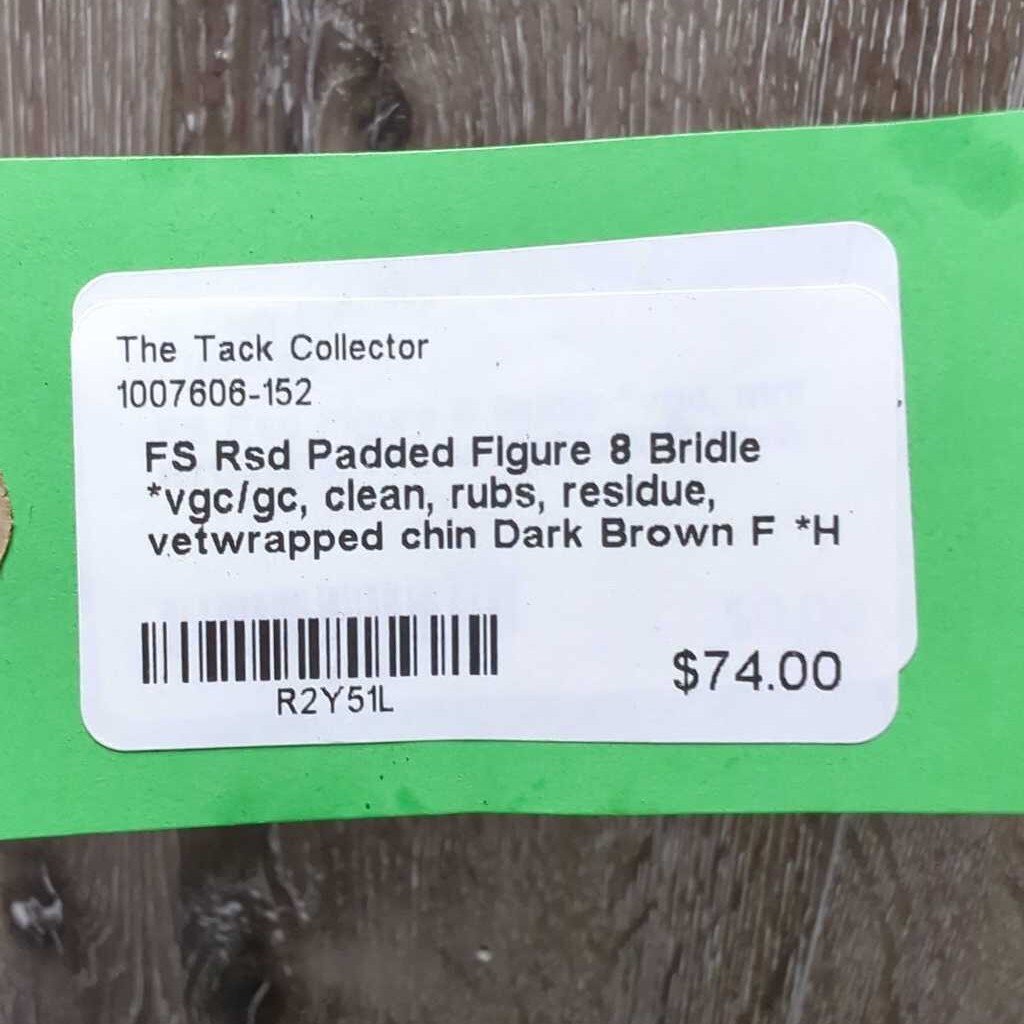 The Tack Collector
1007606-152
FS Rsd Padded Figure 8 Bridle
*vgc/gc, clean, rubs, residue,
vetwrapped chin Dark Brown F *H
R2Y51L
$74.00